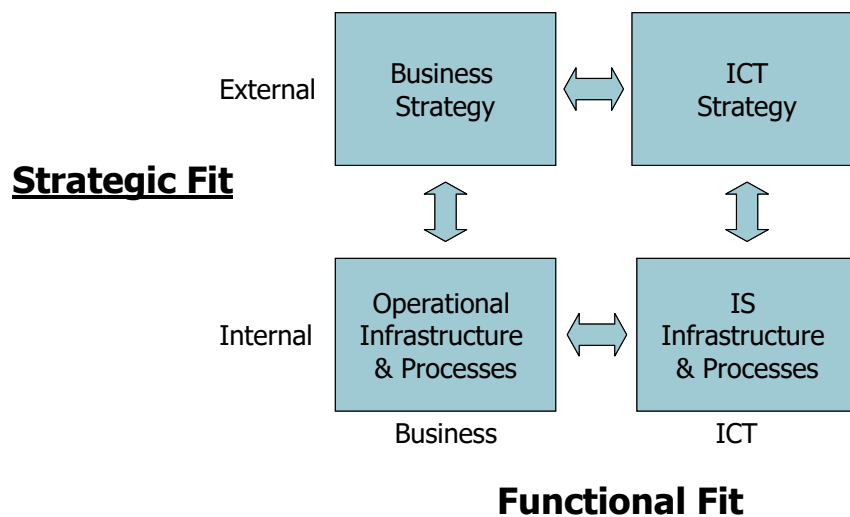 Business
Strategy
ICT
Strategy
External
Strategic Fit
Operational
Infrastructure
& Processes
IS
Infrastructure
& Processes
Internal
Business
ICT
Functional Fit